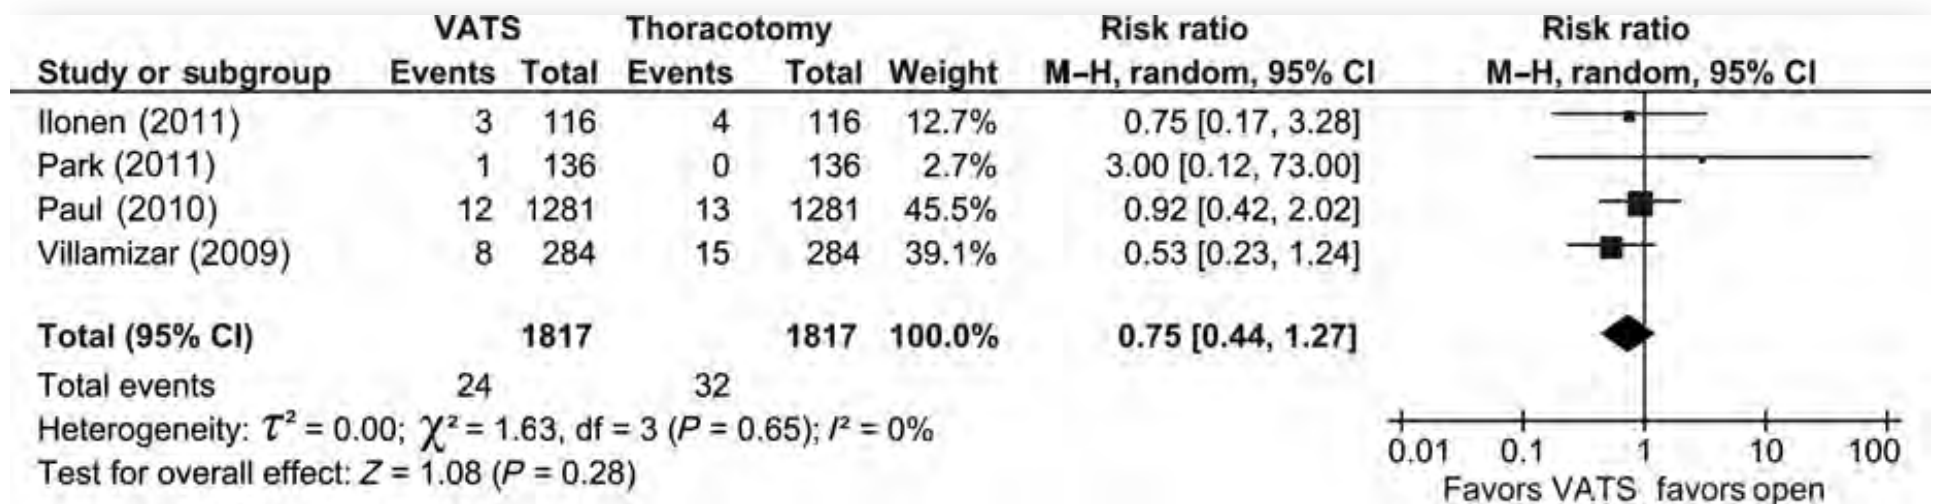 VATS Thoracotomy Risk ratio Risk ratio
Study or subgroup Events Total Events Total Weight M–H, random, 95% CI M–H, random, 95% CI
Ilonen (2011) 3 116 4 116 12.7% 0.75 [0.17, 3.28]
Park (2011) 1 136 0 136 2.7% 3.00 [0.12, 73.00]
Paul (2010) 12 1281 13 1281 45.5% 0.92 [0.42, 2.02]
Villamizar (2009) 8 284 15 284 39.1% 0.53 [0.23, 1.24]
Total (95% CI) 1817 1817 100.0% 0.75 [0.44, 1.27]
Total events 24 32
Heterogeneity: τ² = 0.00; χ² = 1.63, df = 3 (P = 0.65); I² = 0%
Test for overall effect: Z = 1.08 (P = 0.28)
0.01 0.1 1 10 100
Favors VATS favors open